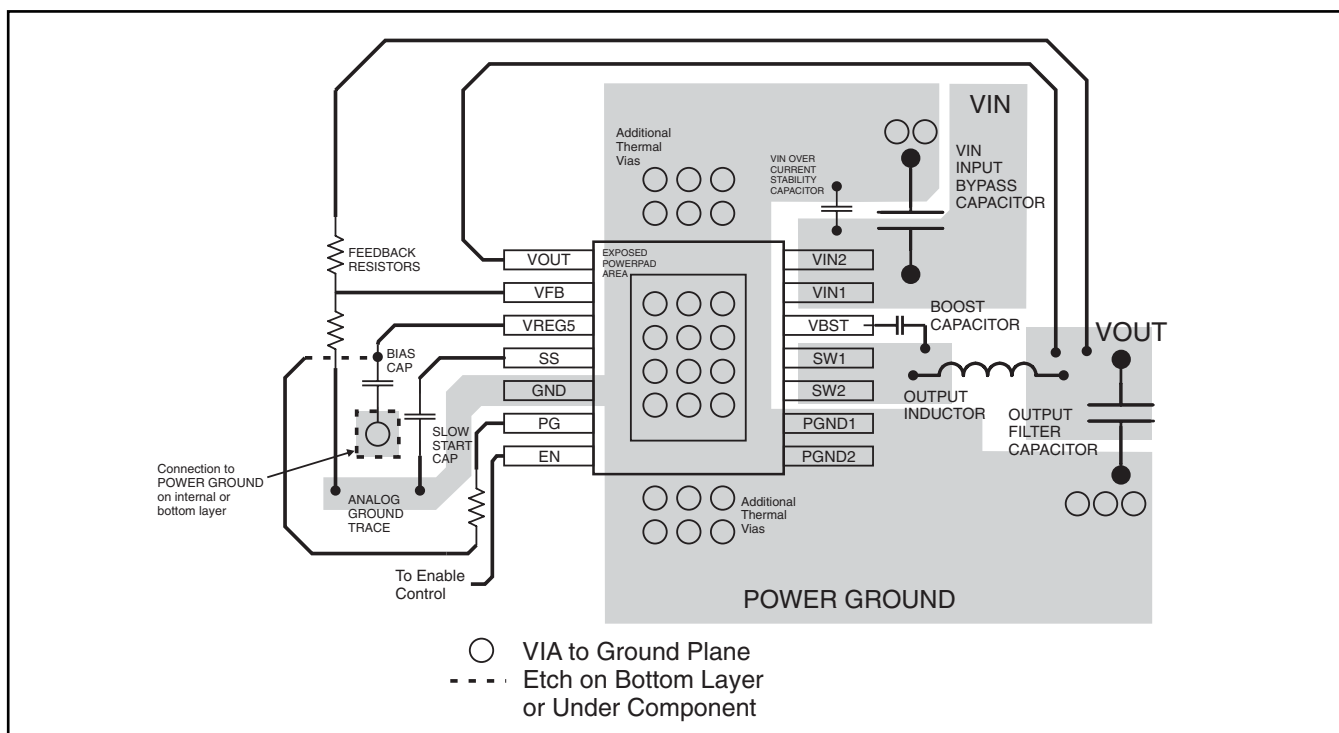 VIN
Additional
Thermal
Vias
VIN OVER
CURRENT
STABILITY
CAPACITOR
VIN
INPUT
BYPASS
CAPACITOR
FEEDBACK
RESISTORS
VOUT
VFB
VREG5
SS
GND
PG
EN
EXPOSED
POWERPAD
AREA
VIN2
VIN1
VBST
SW1
SW2
PGND1
PGND2
BOOST
CAPACITOR
VOUT
BIAS
CAP
SLOW
START
CAP
OUTPUT
INDUCTOR
OUTPUT
FILTER
CAPACITOR
Connection to
POWER GROUND
on internal or
bottom layer
ANALOG
GROUND
TRACE
Additional
Thermal
Vias
To Enable
Control
POWER GROUND
VIA to Ground Plane
Etch on Bottom Layer
or Under Component